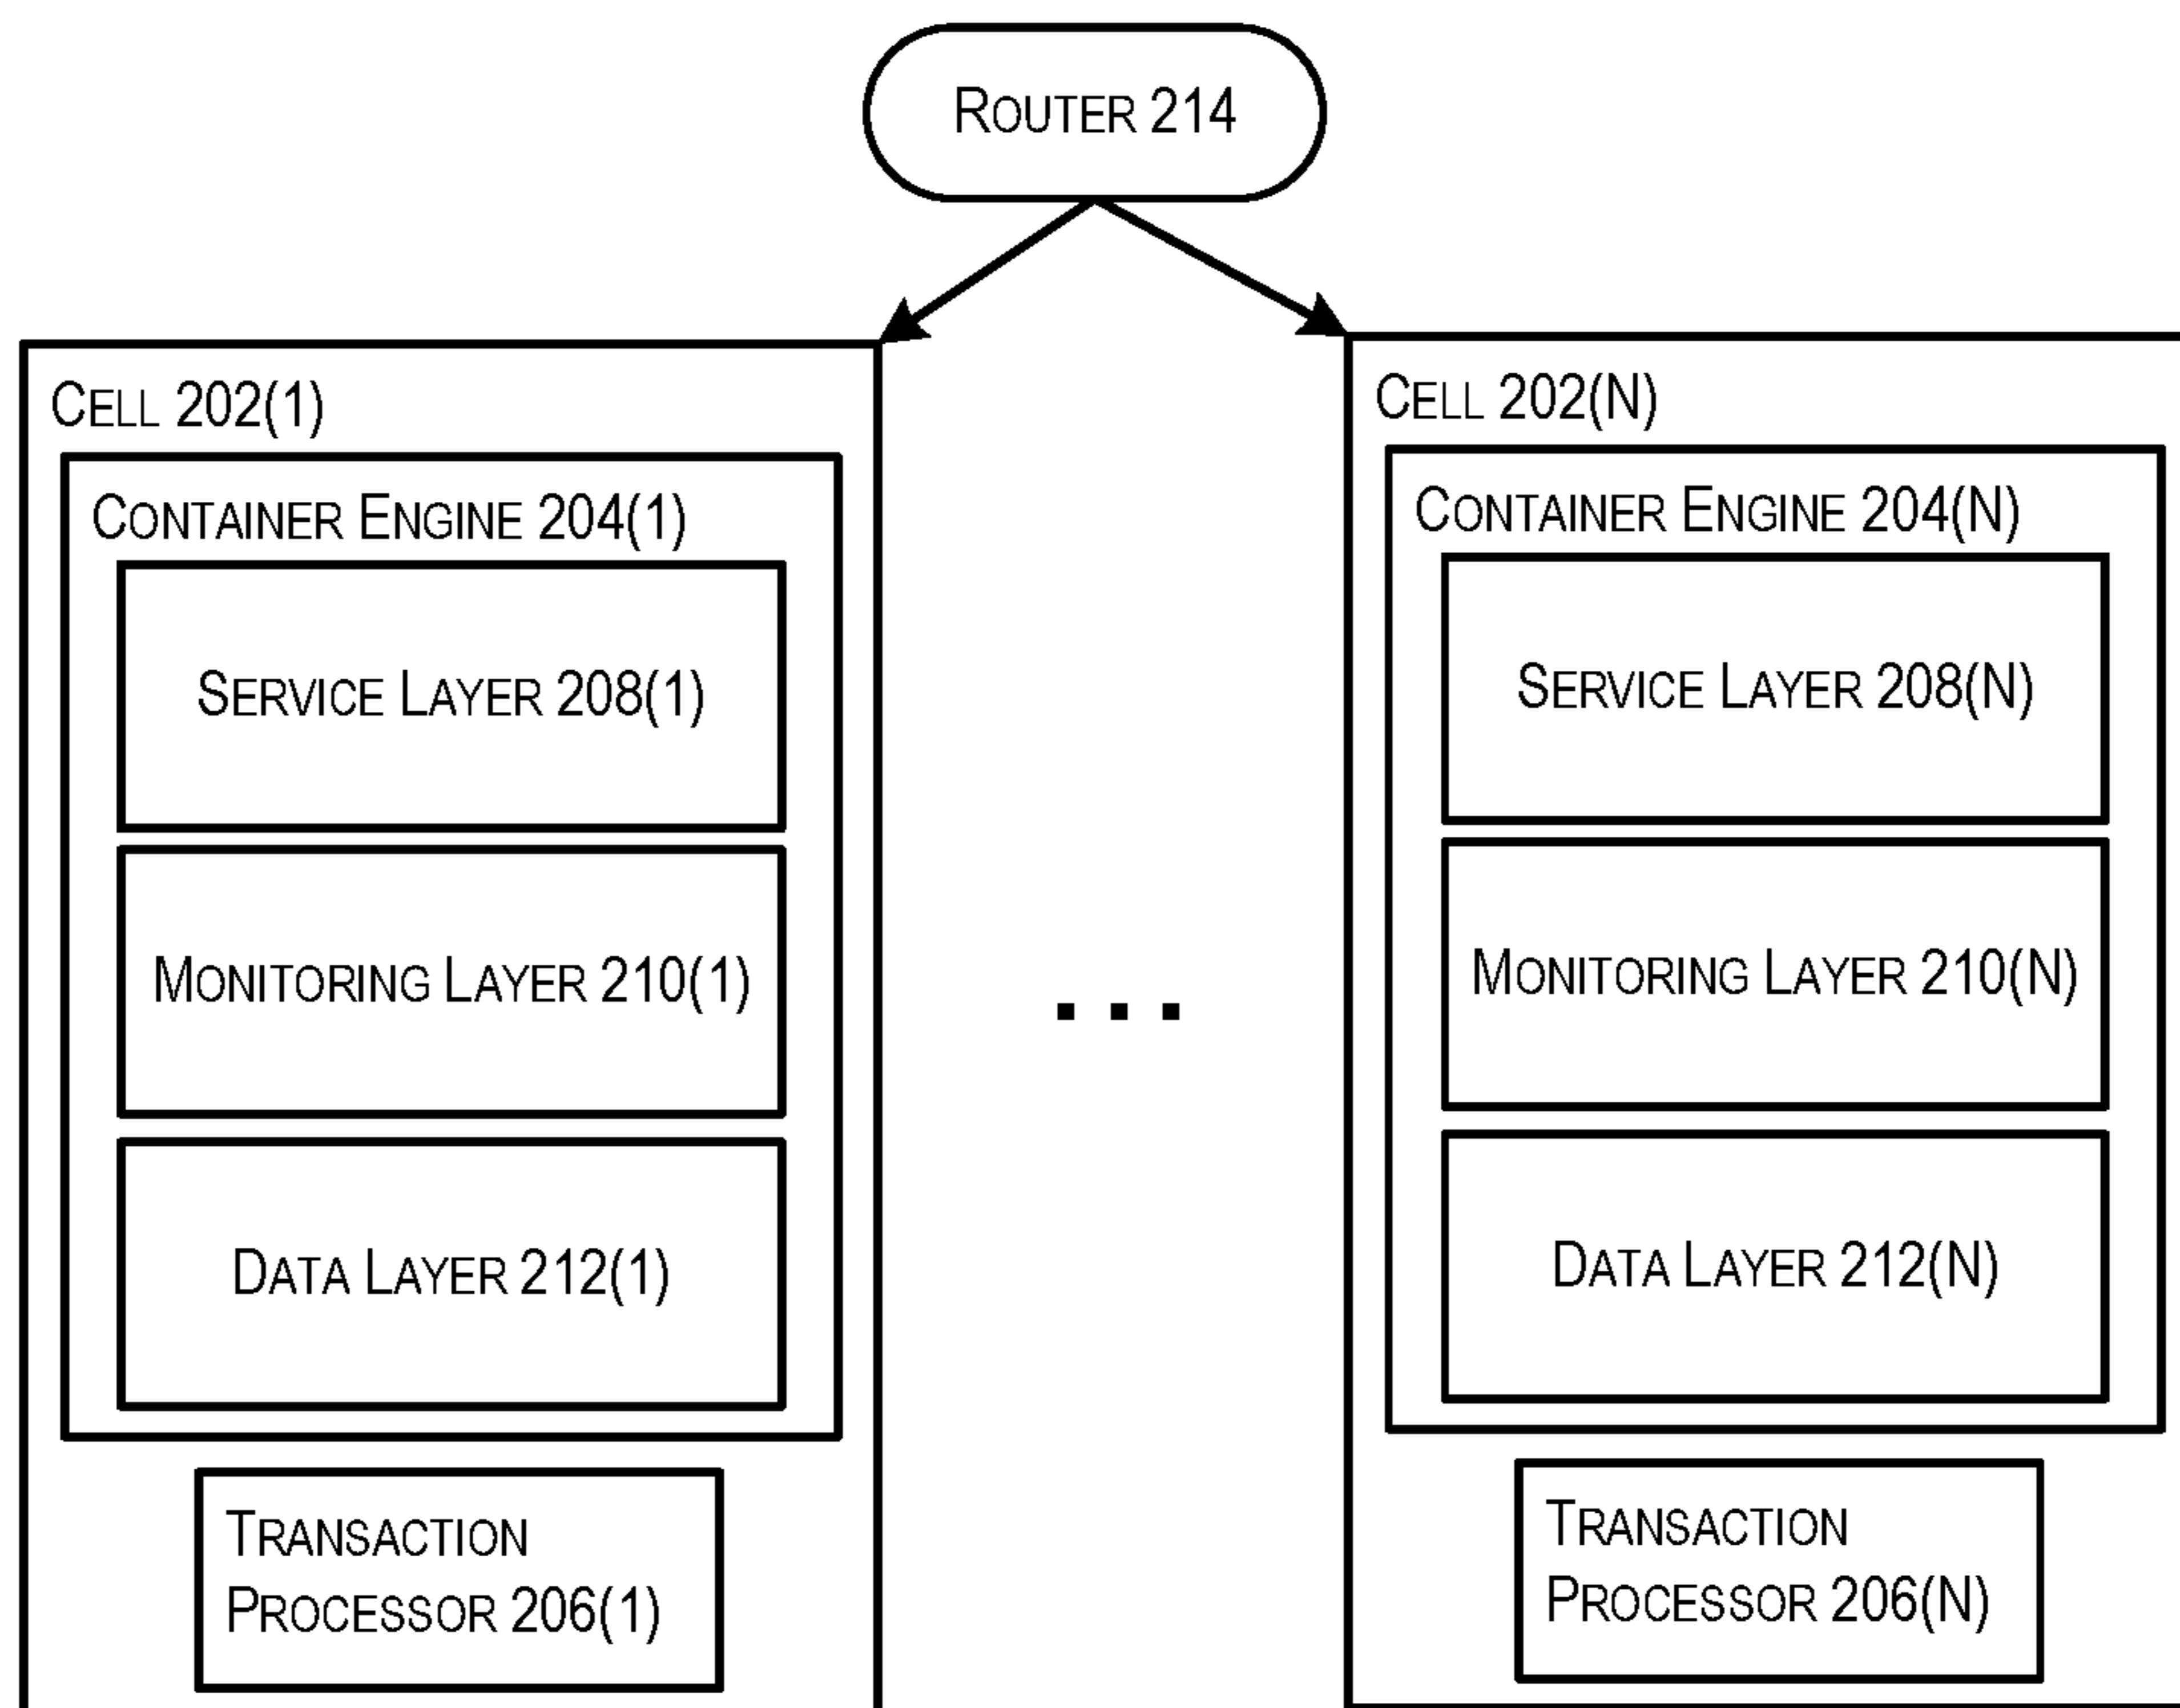 ROUTER 214
CELL 202(1)
CONTAINER ENGINE 204(1)
SERVICE LAYER 208(1)
MONITORING LAYER 210(1)
DATA LAYER 212(1)
TRANSACTION
PROCESSOR 206(1)
...
CELL 202(N)
CONTAINER ENGINE 204(N)
SERVICE LAYER 208(N)
MONITORING LAYER 210(N)
DATA LAYER 212(N)
TRANSACTION
PROCESSOR 206(N)